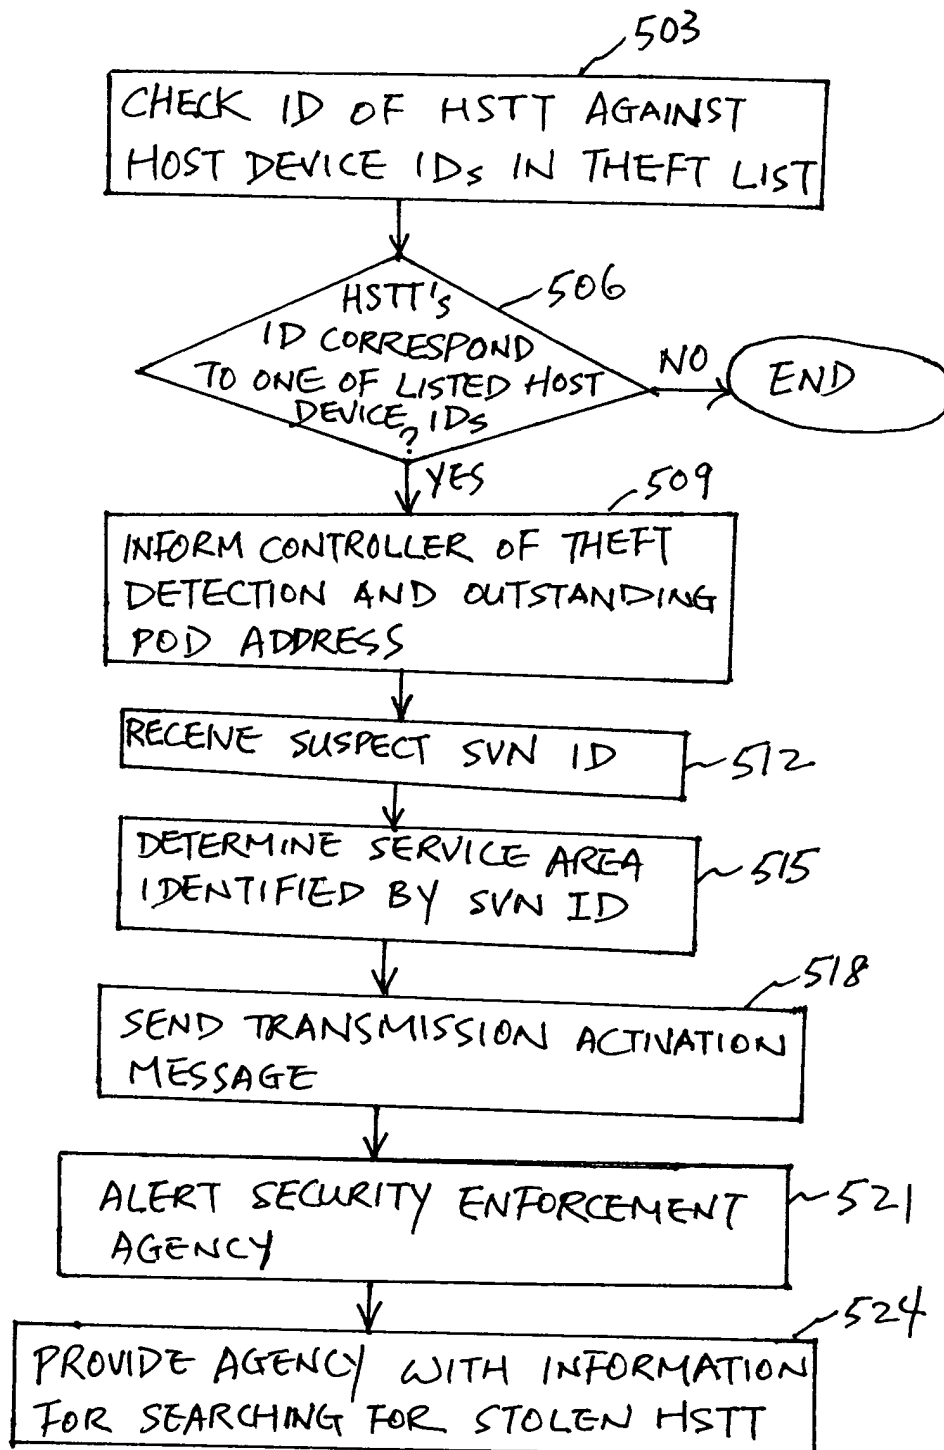 503
CHECK ID OF HSTT AGAINST
HOST DEVICE IDs IN THEFT LIST
506
HSTT's
ID CORRESPOND
TO ONE OF LISTED HOST
DEVICE IDs
?
NO
END
YES
509
INFORM CONTROLLER OF THEFT
DETECTION AND OUTSTANDING
POD ADDRESS
RECEIVE SUSPECT SVN ID
512
DETERMINE SERVICE AREA
IDENTIFIED BY SVN ID
515
518
SEND TRANSMISSION ACTIVATION
MESSAGE
ALERT SECURITY ENFORCEMENT
AGENCY
521
524
PROVIDE AGENCY WITH INFORMATION
FOR SEARCHING FOR STOLEN HSTT